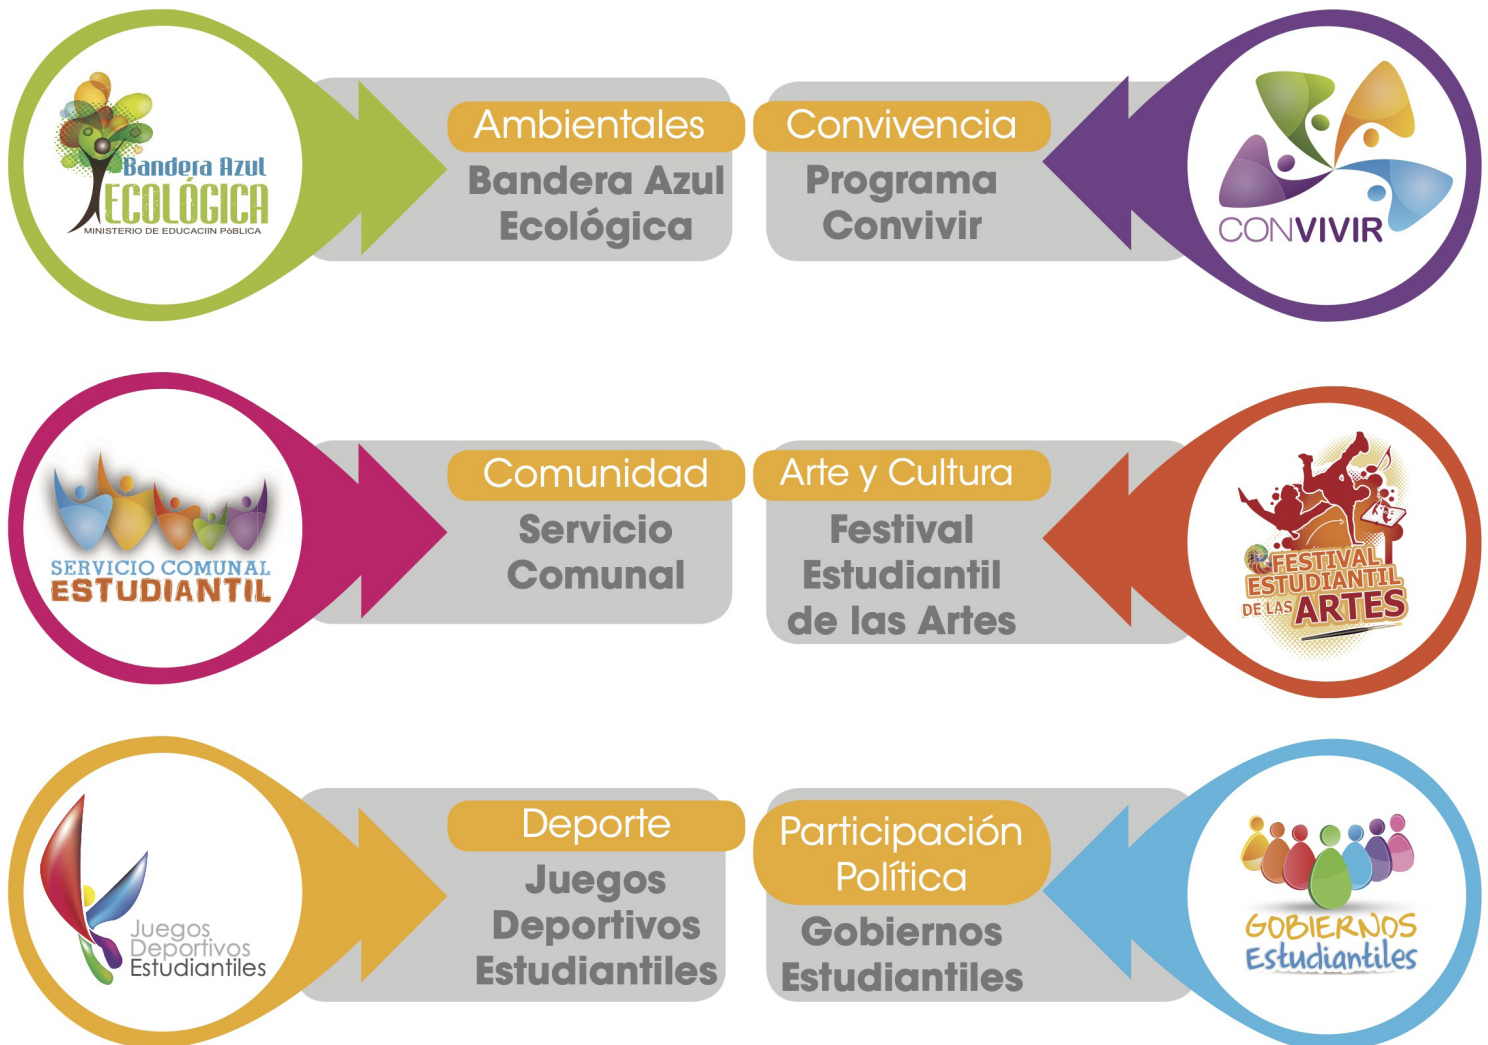 Bandera Azul
ECOLÓGICA
MINISTERIO DE EDUCACIIN PóBLICA
Ambientales
Bandera Azul
Ecológica
Convivencia
Programa
Convivir
CONVIVIR
SERVICIO COMUNAL
ESTUDIANTIL
Comunidad
Servicio
Comunal
Arte y Cultura
Festival
Estudiantil
de las Artes
FESTIVAL
ESTUDIANTIL
DE LAS ARTES
Juegos
Deportivos
Estudiantiles
Deporte
Juegos
Deportivos
Estudiantiles
Participación
Política
Gobiernos
Estudiantiles
GOBIERNOS
Estudiantiles